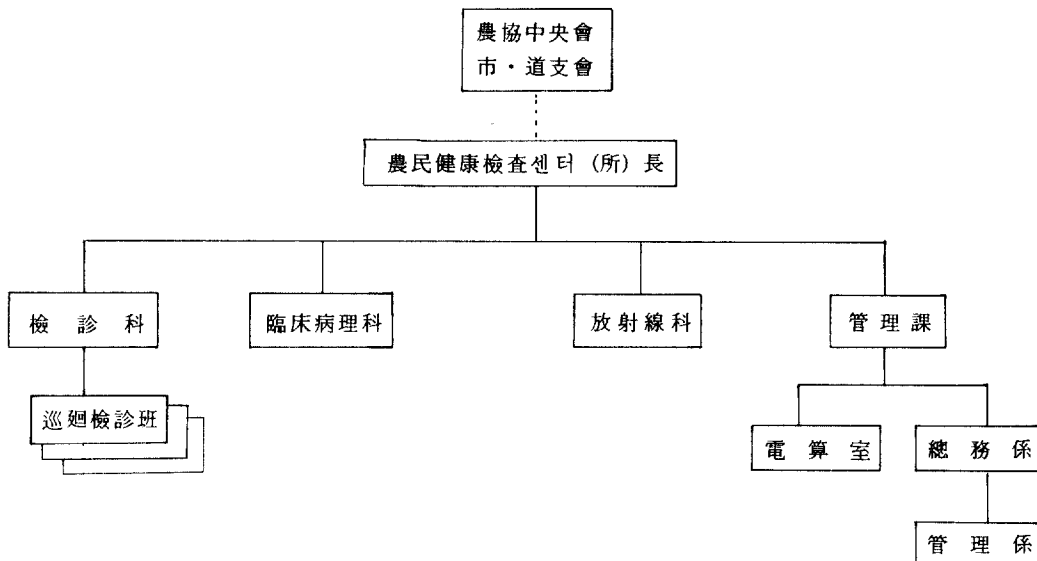 農協中央會
市·道支會
農民健康檢査센터 (所) 長
檢診科
臨床病理科
放射線科
管理課
巡廻檢診班
電算室
總務係
管理係